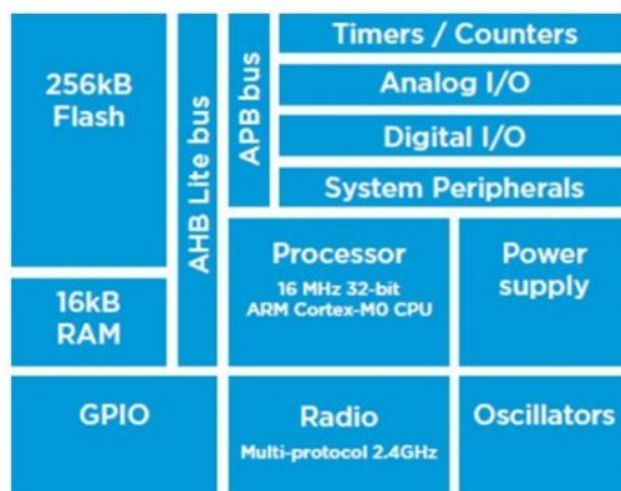 256kB
Flash
AHB Lite bus
APB bus
Timers / Counters
Analog I/O
Digital I/O
System Peripherals
16kB
RAM
Processor
16 MHz 32-bit
ARM Cortex-M0 CPU
Power
supply
GPIO
Radio
Multi-protocol 2.4GHz
Oscillators